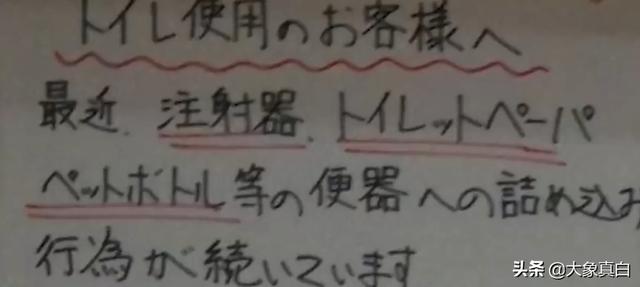 トイレ使用のお客様へ
最近、注射器、トイレットペーパ
ペットボトル等の便器への詰め込み
行為が続いています
头条 @大象真白